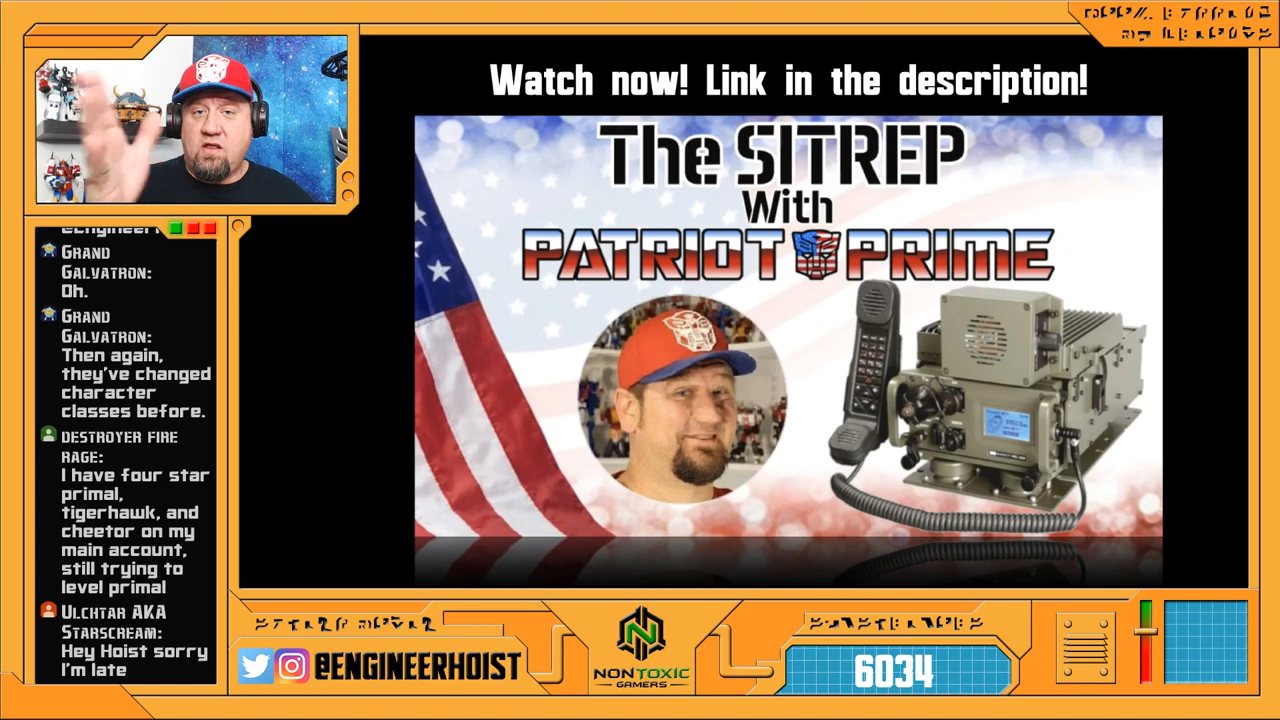 Watch now! Link in the description!
The SITREP
With
PATRIOT PRIME
GRAND
GALVATRON:
Oh.
GRAND
GALVATRON:
Then again,
they've changed
character
classes before.
DESTROYER FIRE
RAGE:
I have four star
primal,
tigerhawk, and
cheetor on my
main account,
still trying to
level primal
ULCHTAR AKA
STARSCREAM:
Hey Hoist sorry
I'm late
@ENGINEERHOIST
NONTOXIC
GAMERS
6034